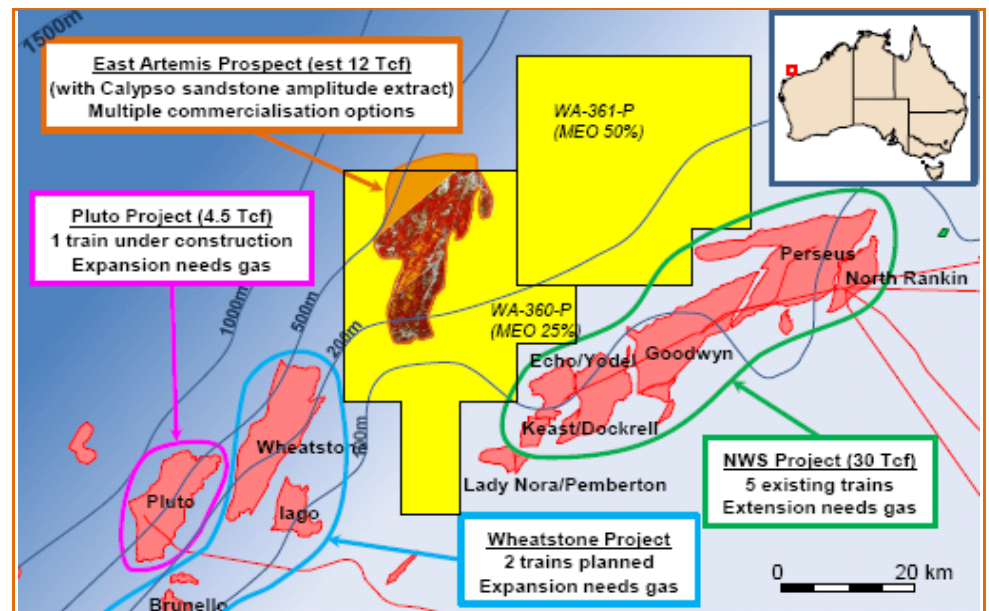 1500m
East Artemis Prospect (est 12 Tcf)
(with Calypso sandstone amplitude extract)
Multiple commercialisation options
WA-361-P
(MEO 50%)
Pluto Project (4.5 Tcf)
1 train under construction
Expansion needs gas
Perseus
North Rankin
1000m
500m
200m
WA-360-P
(MEO 25%)
Echo/Yodel
Goodwyn
Keast/Dockrell
Wheatstone
Lady Nora/Pemberton
Pluto
Iago
NWS Project (30 Tcf)
5 existing trains
Extension needs gas
Wheatstone Project
2 trains planned
Expansion needs gas
0 20 km
Brunello